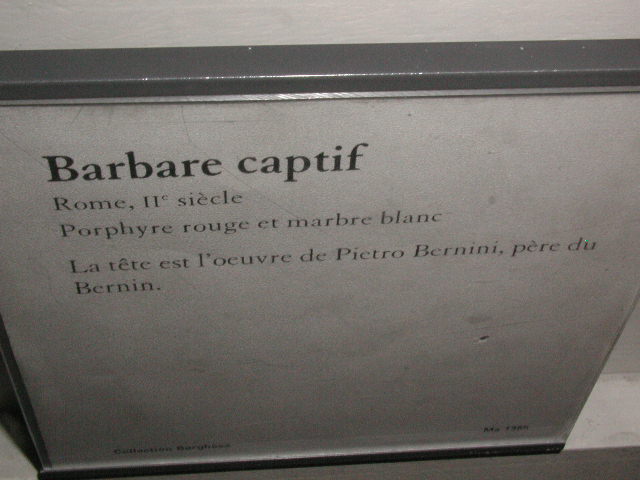 Barbare captif
Rome, IIe siècle
Porphyre rouge et marbre blanc
La tête est l'oeuvre de Pietro Bernini, père du
Bernin.
Collection Borghèse